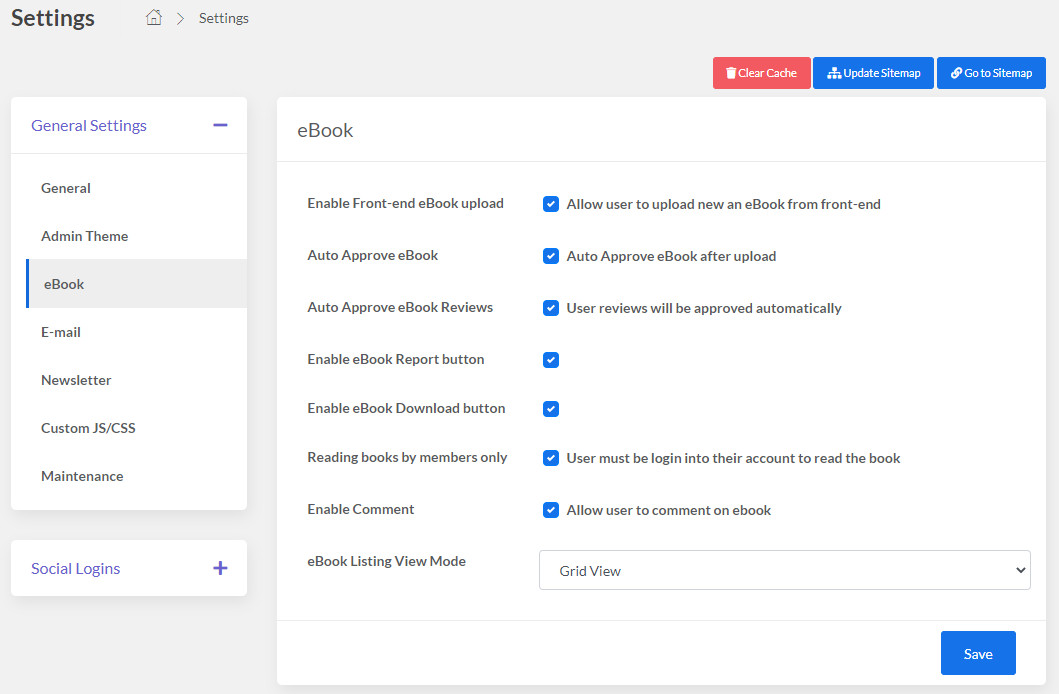 Settings
Settings
Clear Cache
Update Sitemap
Go to Sitemap
General Settings
General
Admin Theme
eBook
E-mail
Newsletter
Custom JS/CSS
Maintenance
Social Logins
eBook
Enable Front-end eBook upload
Allow user to upload new an eBook from front-end
Auto Approve eBook
Auto Approve eBook after upload
Auto Approve eBook Reviews
User reviews will be approved automatically
Enable eBook Report button
Enable eBook Download button
Reading books by members only
User must be login into their account to read the book
Enable Comment
Allow user to comment on ebook
eBook Listing View Mode
Grid View
Save